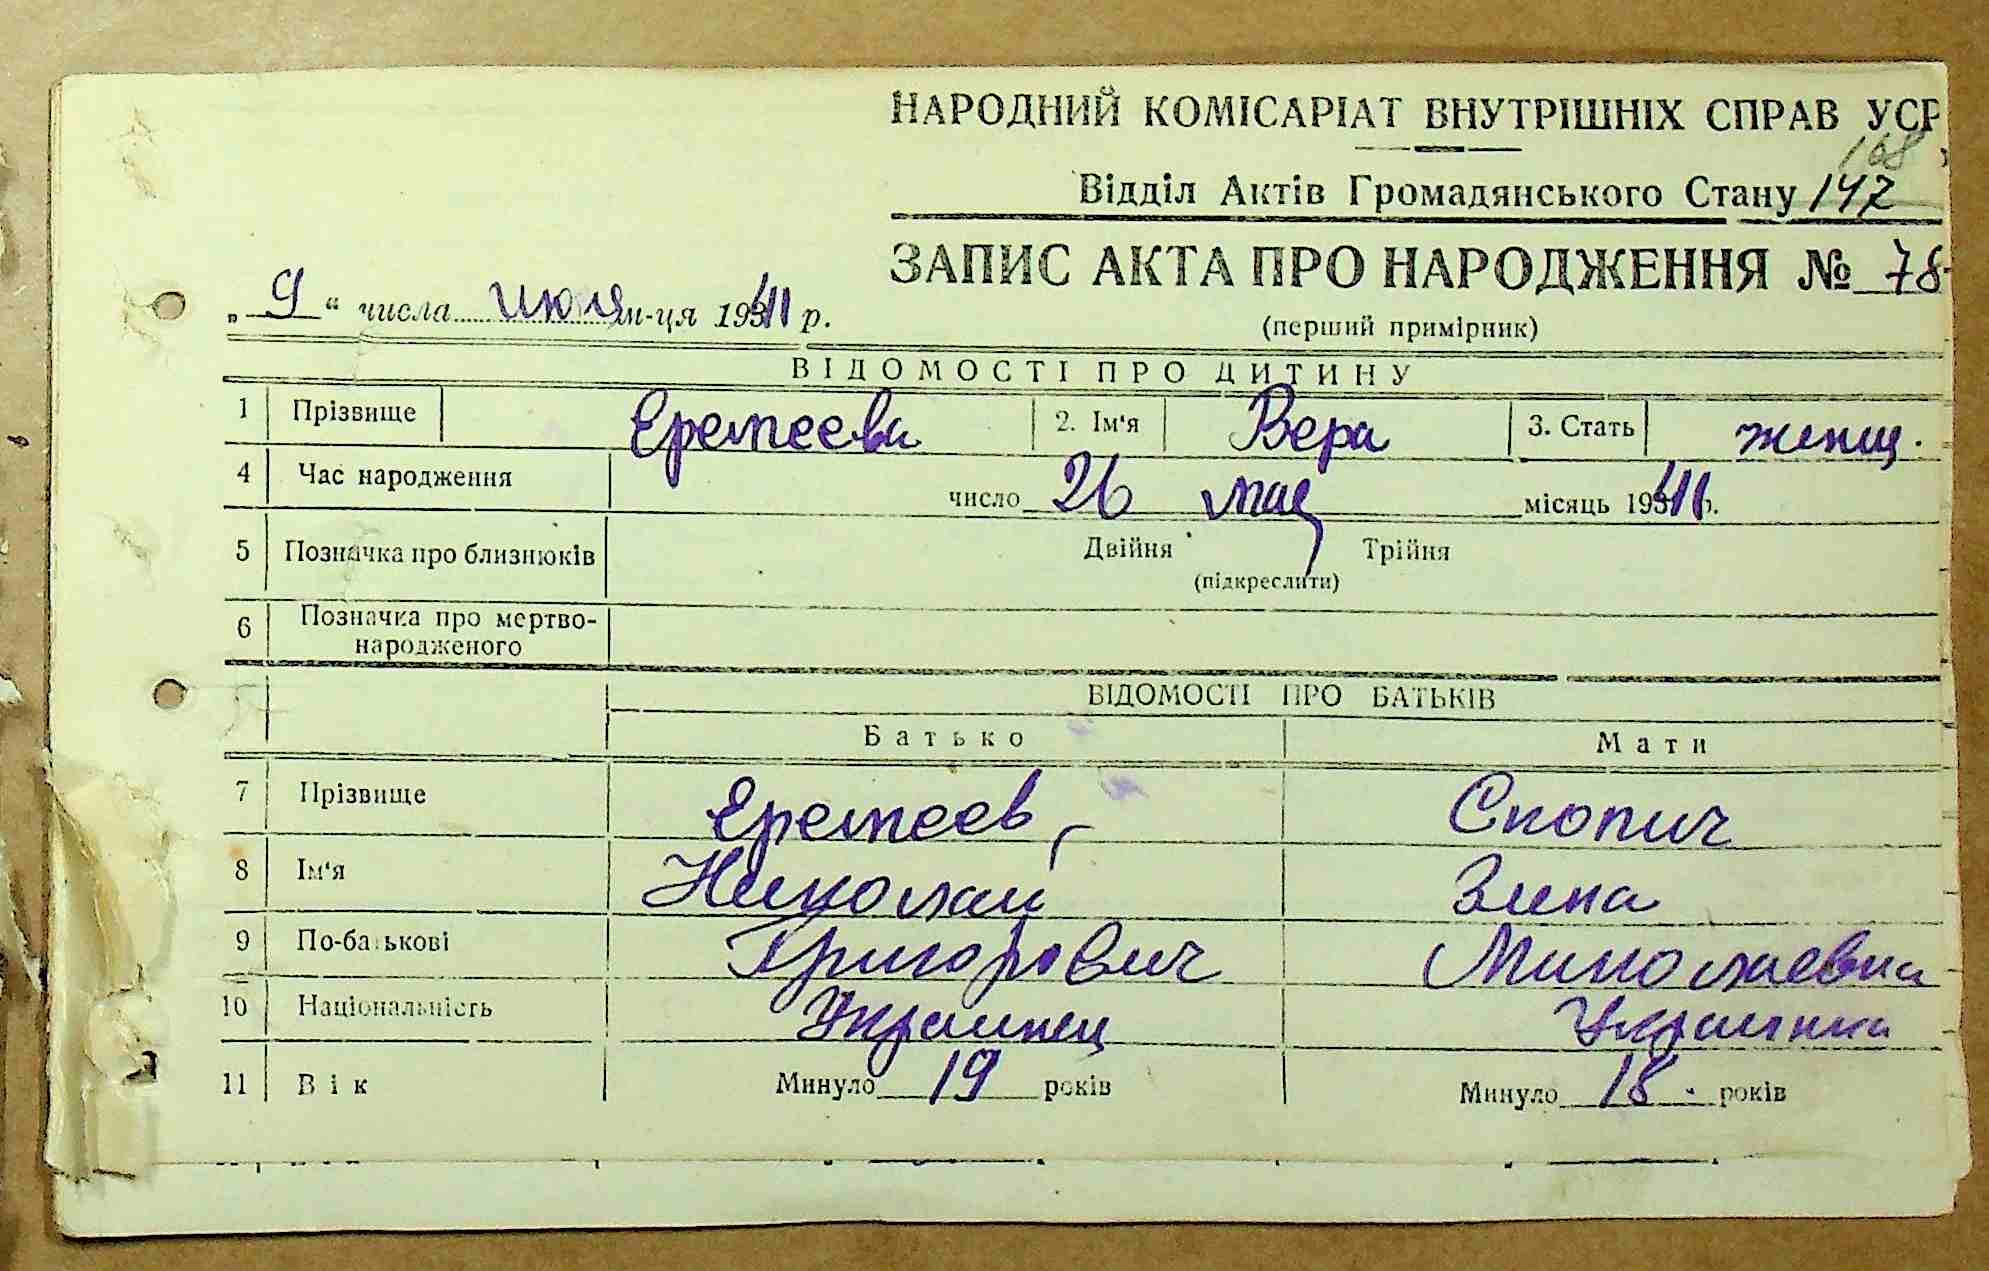 НАРОДНИЙ КОМІСАРІАТ ВНУТРІШНІХ СПРАВ УСР
168
Відділ Актів Громадянського Стану 147
ЗАПИС АКТА ПРО НАРОДЖЕННЯ № 78
„ 9 “ числа июля м-ця 1941 р.
(перший примірник)
ВІДОМОСТІ ПРО ДИТИНУ
1 Прізвище Еремеева 2. Ім'я Вера 3. Стать женщ.
4 Час народження число 26 мая місяць 1941 р.
5 Позначка про близнюків Двійня Трійня
(підкреслити)
6 Позначка про мертво-
народженого
ВІДОМОСТІ ПРО БАТЬКІВ
Батько Мати
7 Прізвище Еремеев, Скопич
8 Ім'я Николай Зина
9 По-батькові Григорович Миколаевна
10 Національність Украинец Украинка
11 Вік Минуло 19 років Минуло 18 років